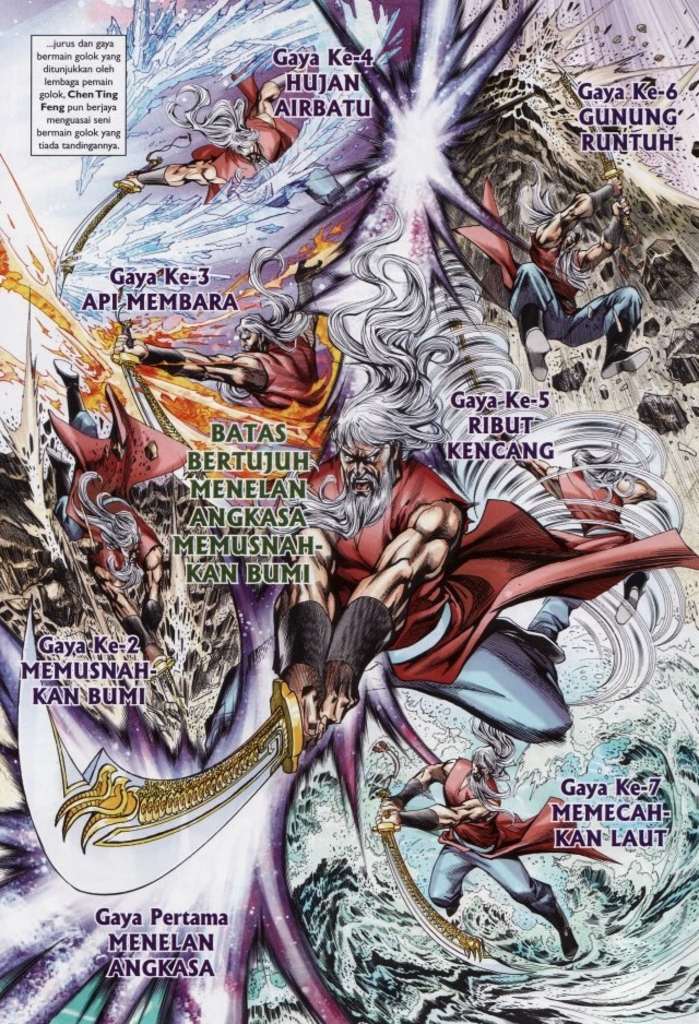 ...jurus dan gaya
bermain golok yang
ditunjukkan oleh
lembaga pemain
golok, Chen Ting
Feng pun berjaya
menguasai seni
bermain golok yang
tiada tandingannya.
Gaya Ke-4
HUJAN
AIRBATU
Gaya Ke-6
GUNUNG
RUNTUH
Gaya Ke-3
API MEMBARA
Gaya Ke-5
RIBUT
KENCANG
BATAS
BERTUJUH
MENELAN
ANGKASA
MEMUSNAH-
KAN BUMI
Gaya Ke-2
MEMUSNAH-
KAN BUMI
Gaya Ke-7
MEMECAH-
KAN LAUT
Gaya Pertama
MENELAN
ANGKASA